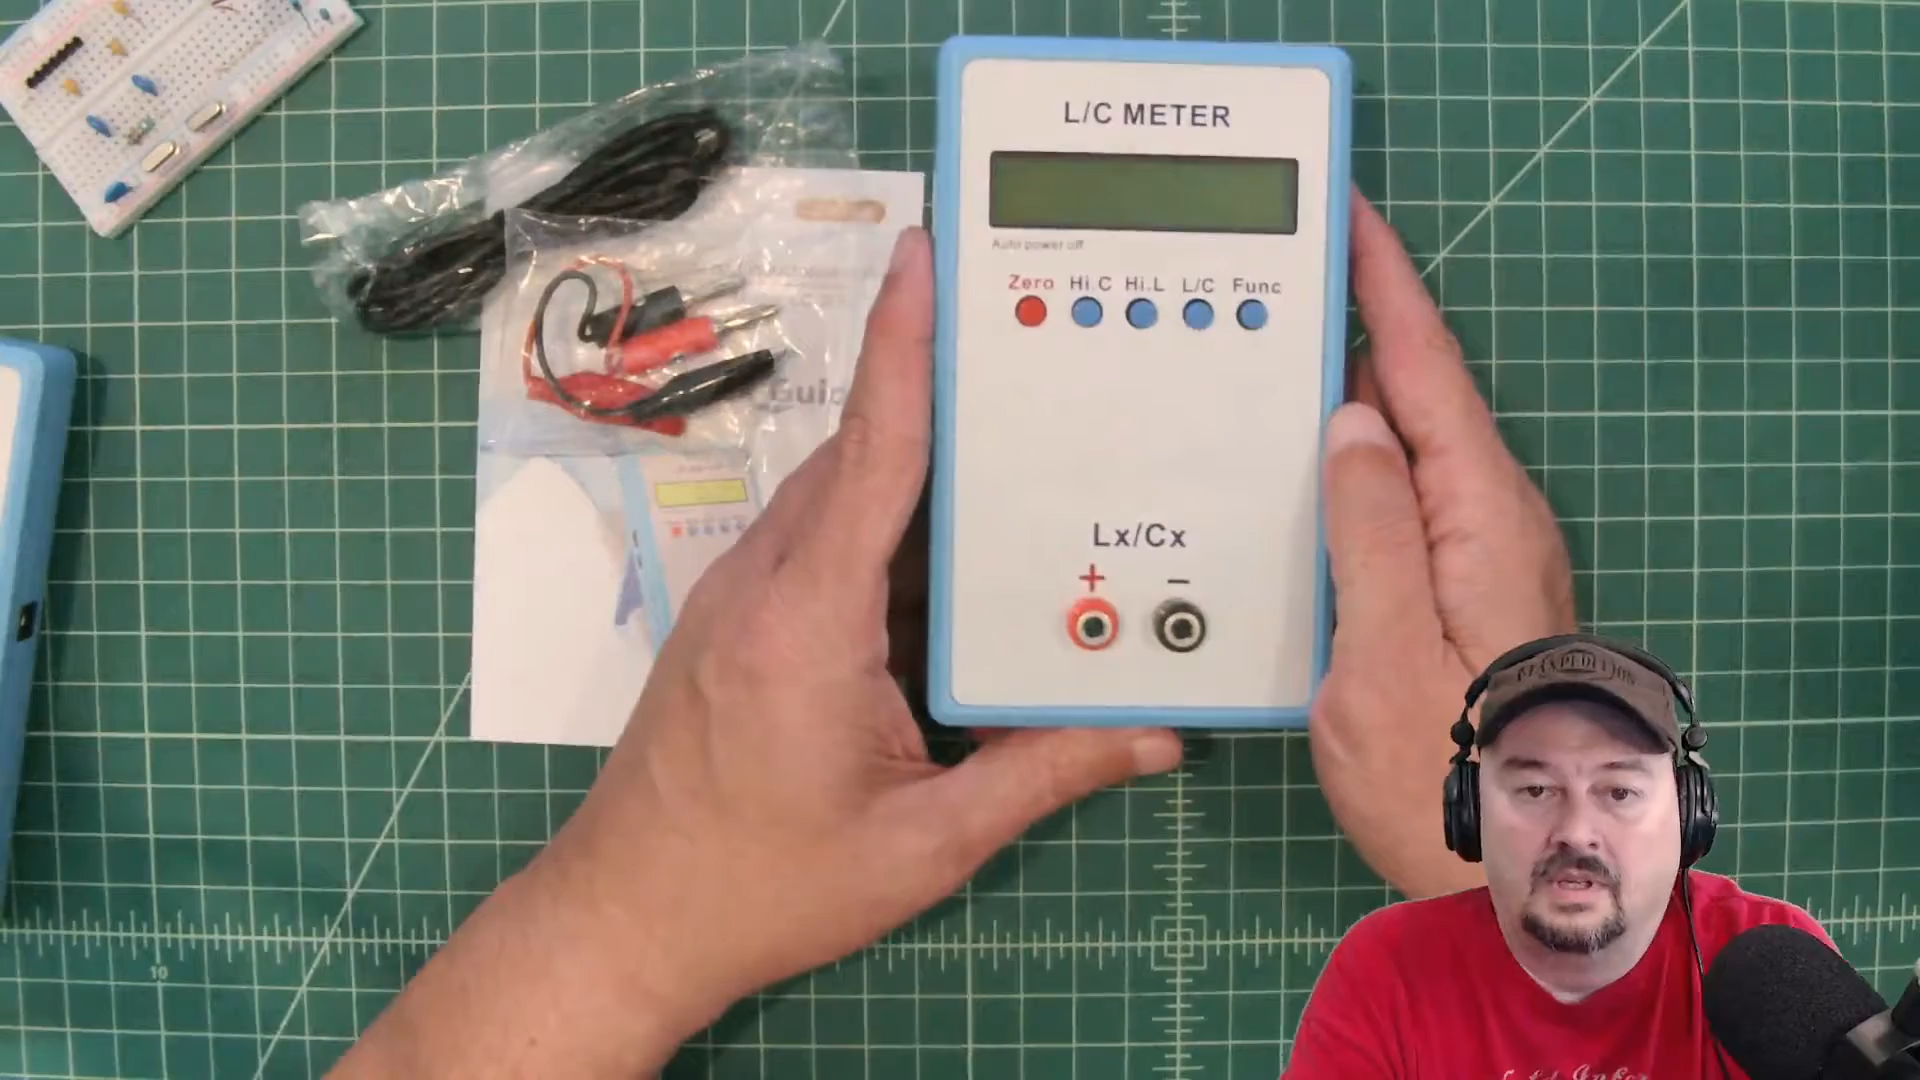 L/C METER
Auto power off
Zero Hi.C Hi.L L/C Func
Lx/Cx
+ −
10